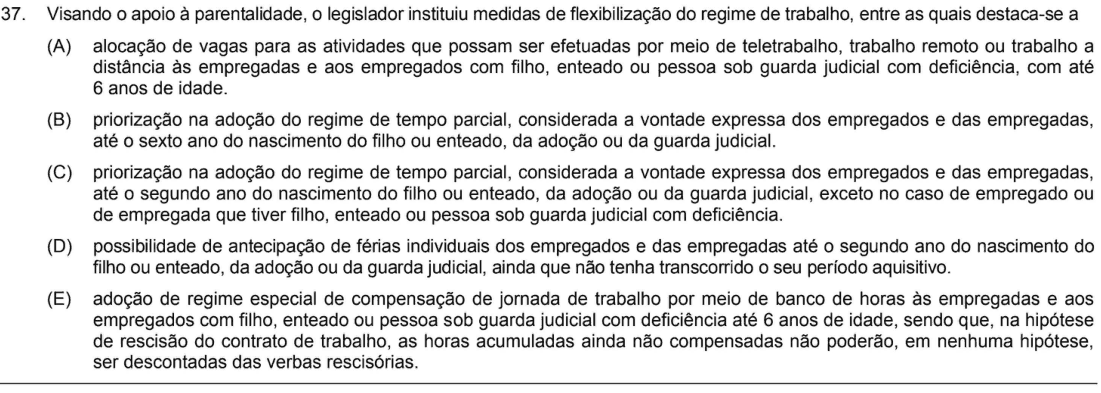 37. Visando o apoio à parentalidade, o legislador instituiu medidas de flexibilização do regime de trabalho, entre as quais destaca-se a
(A) alocação de vagas para as atividades que possam ser efetuadas por meio de teletrabalho, trabalho remoto ou trabalho a
distância às empregadas e aos empregados com filho, enteado ou pessoa sob guarda judicial com deficiência, com até
6 anos de idade.
(B) priorização na adoção do regime de tempo parcial, considerada a vontade expressa dos empregados e das empregadas,
até o sexto ano do nascimento do filho ou enteado, da adoção ou da guarda judicial.
(C) priorização na adoção do regime de tempo parcial, considerada a vontade expressa dos empregados e das empregadas,
até o segundo ano do nascimento do filho ou enteado, da adoção ou da guarda judicial, exceto no caso de empregado ou
de empregada que tiver filho, enteado ou pessoa sob guarda judicial com deficiência.
(D) possibilidade de antecipação de férias individuais dos empregados e das empregadas até o segundo ano do nascimento do
filho ou enteado, da adoção ou da guarda judicial, ainda que não tenha transcorrido o seu período aquisitivo.
(E) adoção de regime especial de compensação de jornada de trabalho por meio de banco de horas às empregadas e aos
empregados com filho, enteado ou pessoa sob guarda judicial com deficiência até 6 anos de idade, sendo que, na hipótese
de rescisão do contrato de trabalho, as horas acumuladas ainda não compensadas não poderão, em nenhuma hipótese,
ser descontadas das verbas rescisórias.